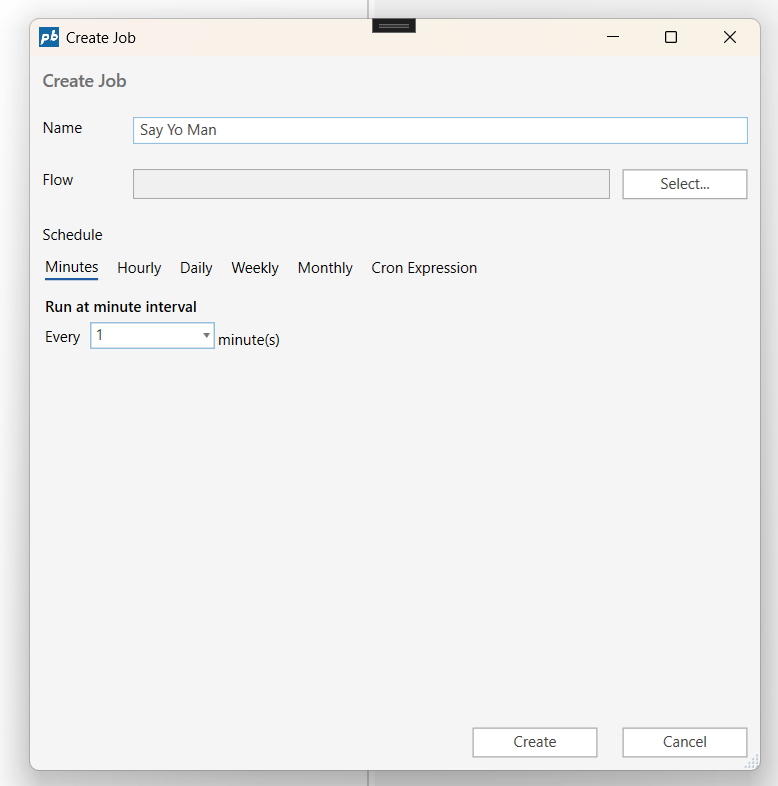 pb Create Job
Create Job
Name Say Yo Man
Flow Select...
Schedule
Minutes Hourly Daily Weekly Monthly Cron Expression
Run at minute interval
Every 1 minute(s)
Create Cancel